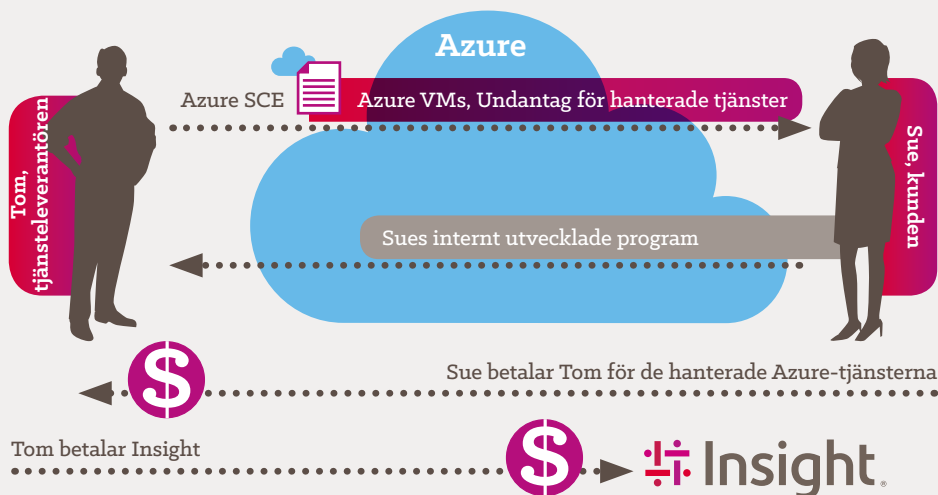 Azure
Azure SCE
Azure VMs, Undantag för hanterade tjänster
Tom,
tjänsteleverantören
Sue, kunden
Sues internt utvecklade program
$
Sue betalar Tom för de hanterade Azure-tjänsterna
Tom betalar Insight
$
Insight®